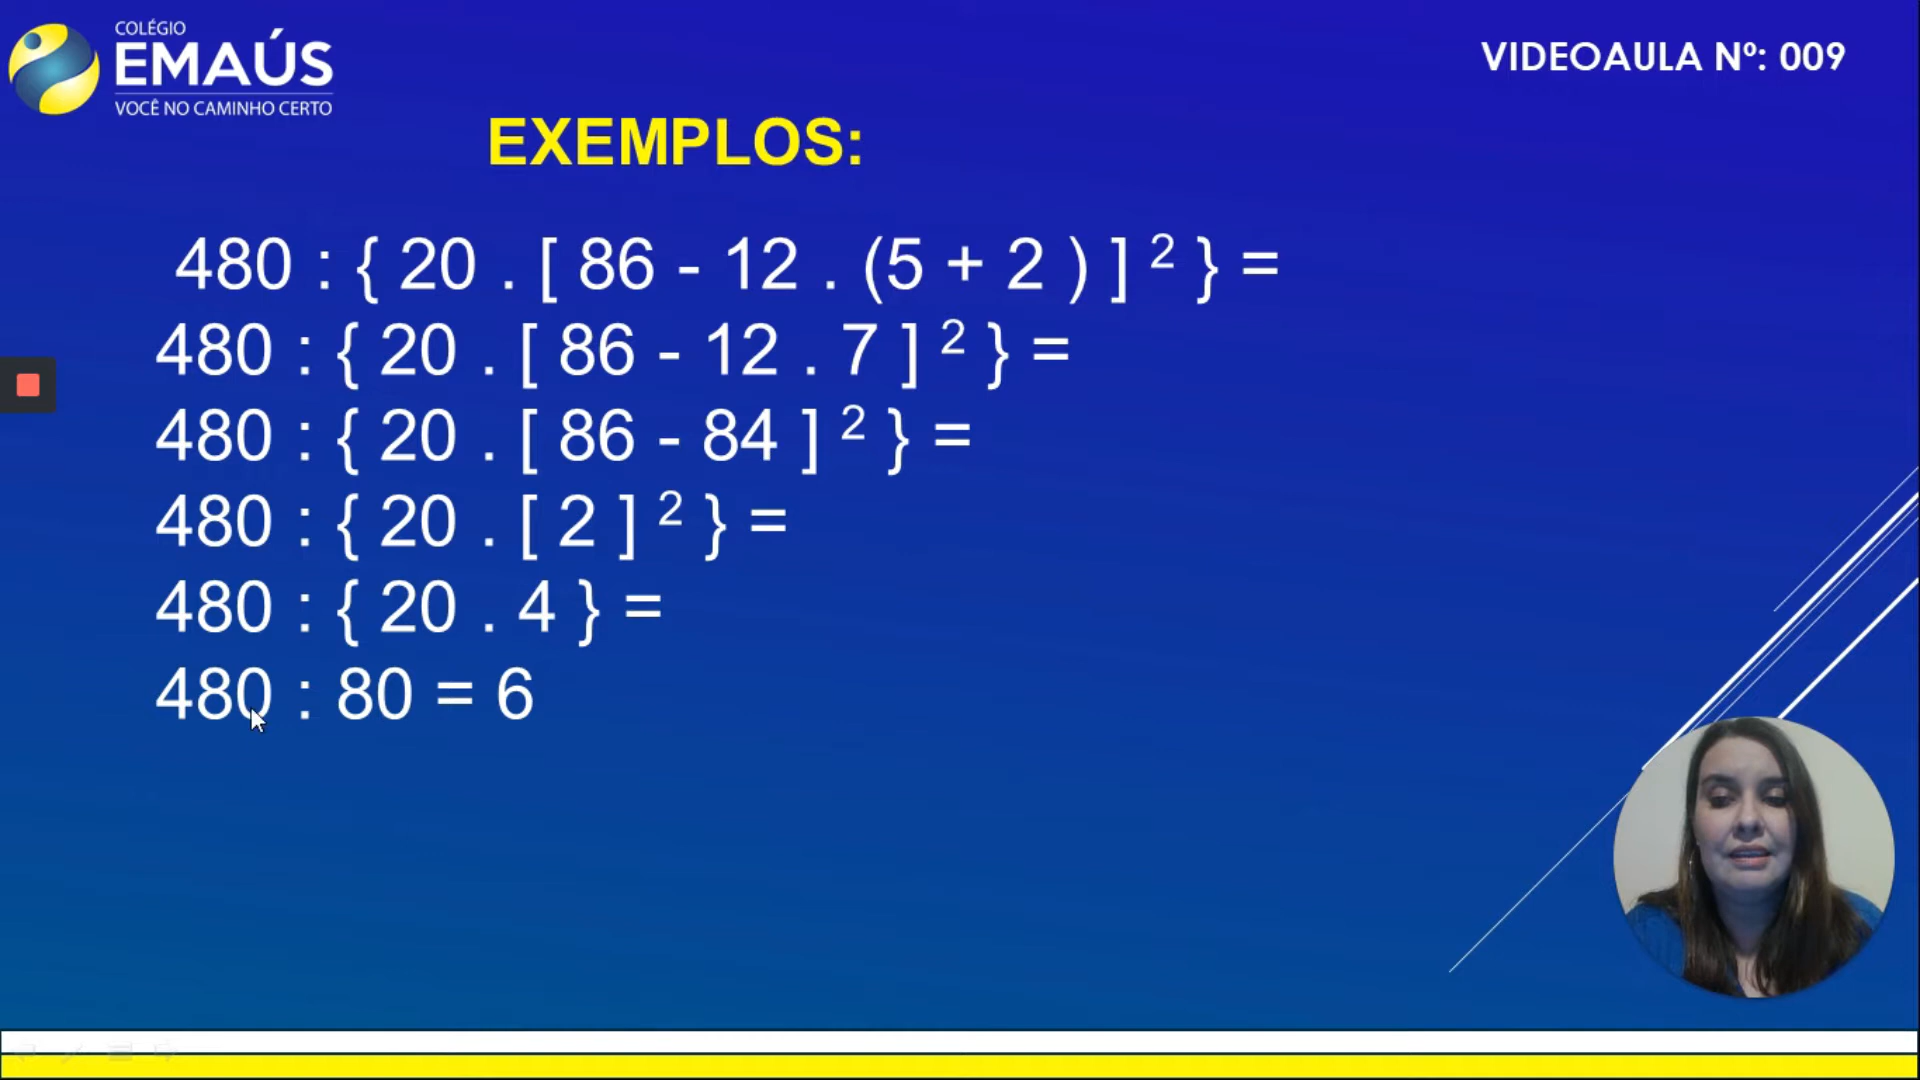 COLÉGIO
EMAÚS
VOCÊ NO CAMINHO CERTO
VIDEOAULA Nº: 009
EXEMPLOS:
480 : { 20 . [ 86 - 12 . (5 + 2 ) ] ² } =
480 : { 20 . [ 86 - 12 . 7 ] ² } =
480 : { 20 . [ 86 - 84 ] ² } =
480 : { 20 . [ 2 ] ² } =
480 : { 20 . 4 } =
480 : 80 = 6